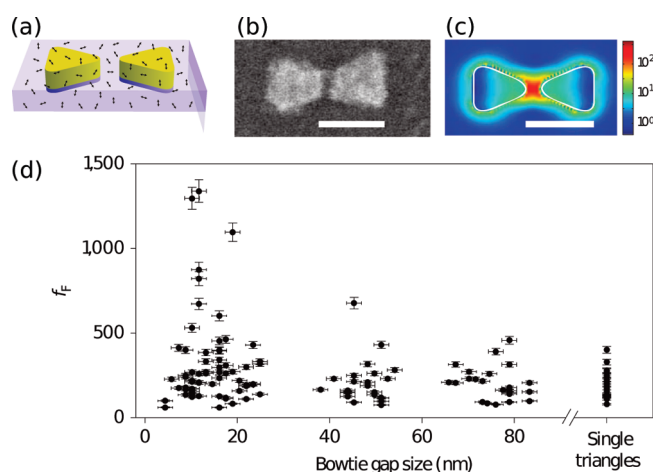 (a)
(b)
(c)
10²
10¹
10⁰
(d)
1,500
1,000
500
0
fF
0 20 40 60 80 Single triangles
Bowtie gap size (nm)